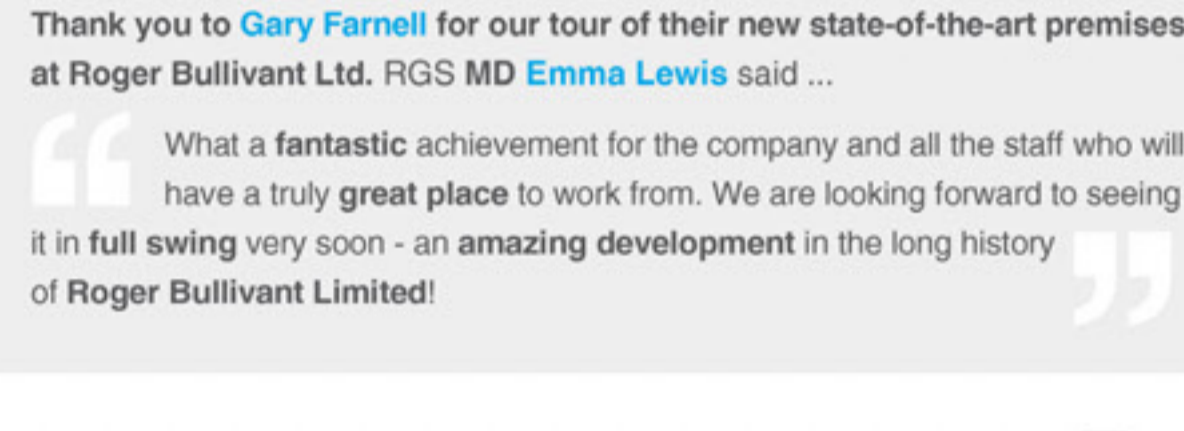 Thank you to Gary Farnell for our tour of their new state-of-the-art premises
at Roger Bullivant Ltd. RGS MD Emma Lewis said ...
“ What a fantastic achievement for the company and all the staff who will
have a truly great place to work from. We are looking forward to seeing
it in full swing very soon - an amazing development in the long history
of Roger Bullivant Limited! ”